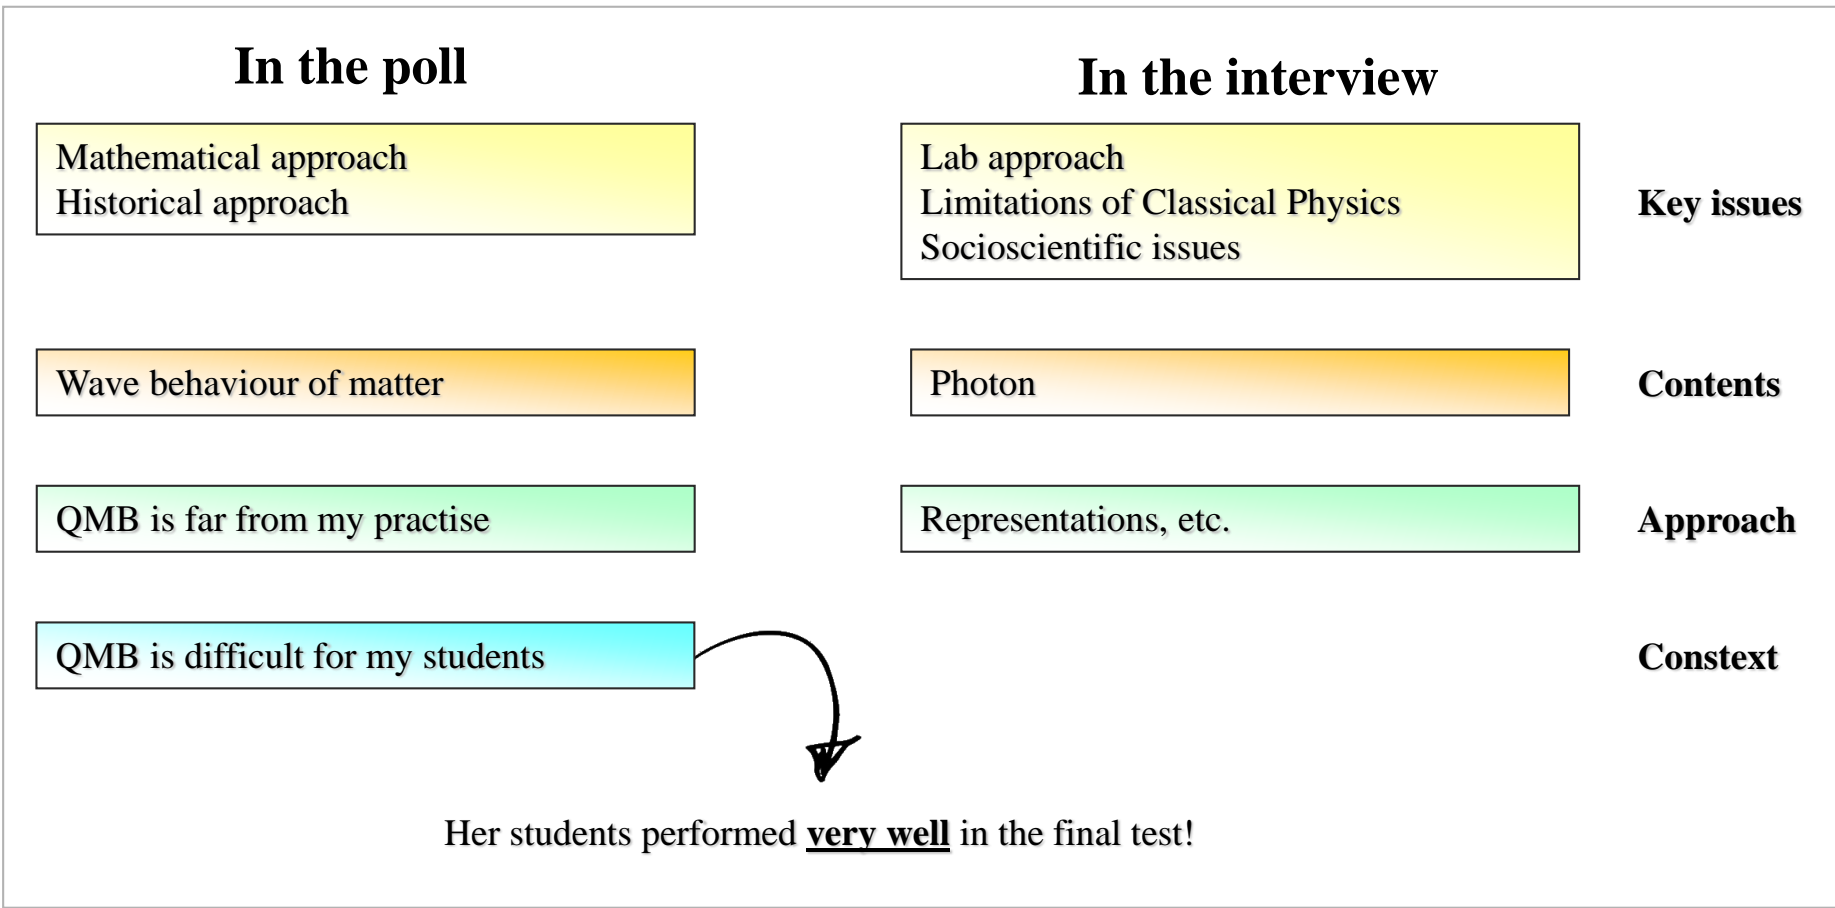 In the poll
In the interview
Mathematical approach
Historical approach
Lab approach
Limitations of Classical Physics
Socioscientific issues
Key issues
Wave behaviour of matter
Photon
Contents
QMB is far from my practise
Representations, etc.
Approach
QMB is difficult for my students
Constext
Her students performed very well in the final test!